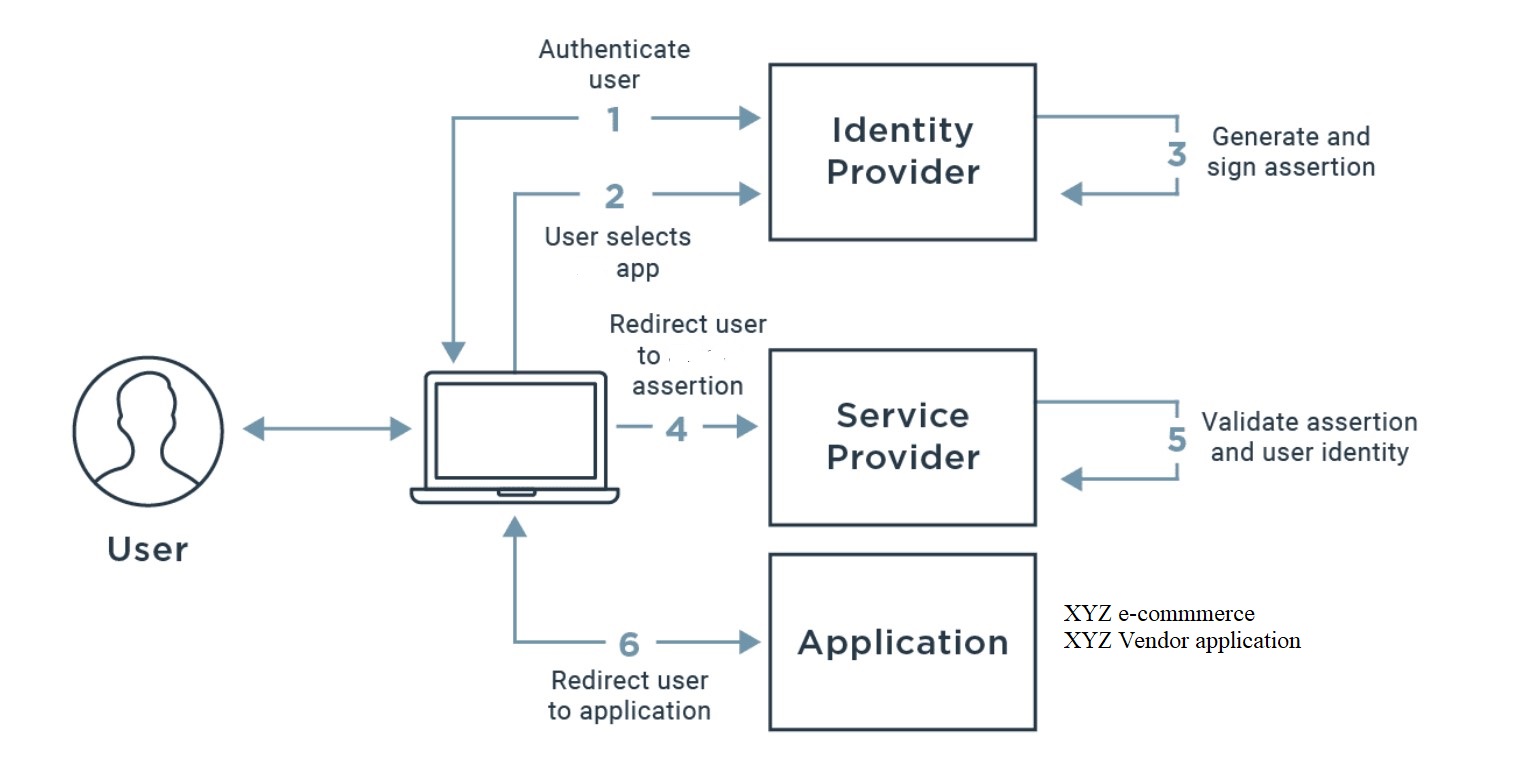 Authenticate
user
1
Identity
Provider
3
Generate and
sign assertion
2
User selects
app
Redirect user
to
assertion
4
Service
Provider
5
Validate assertion
and user identity
User
6
Redirect user
to application
Application
XYZ e-commmerce
XYZ Vendor application